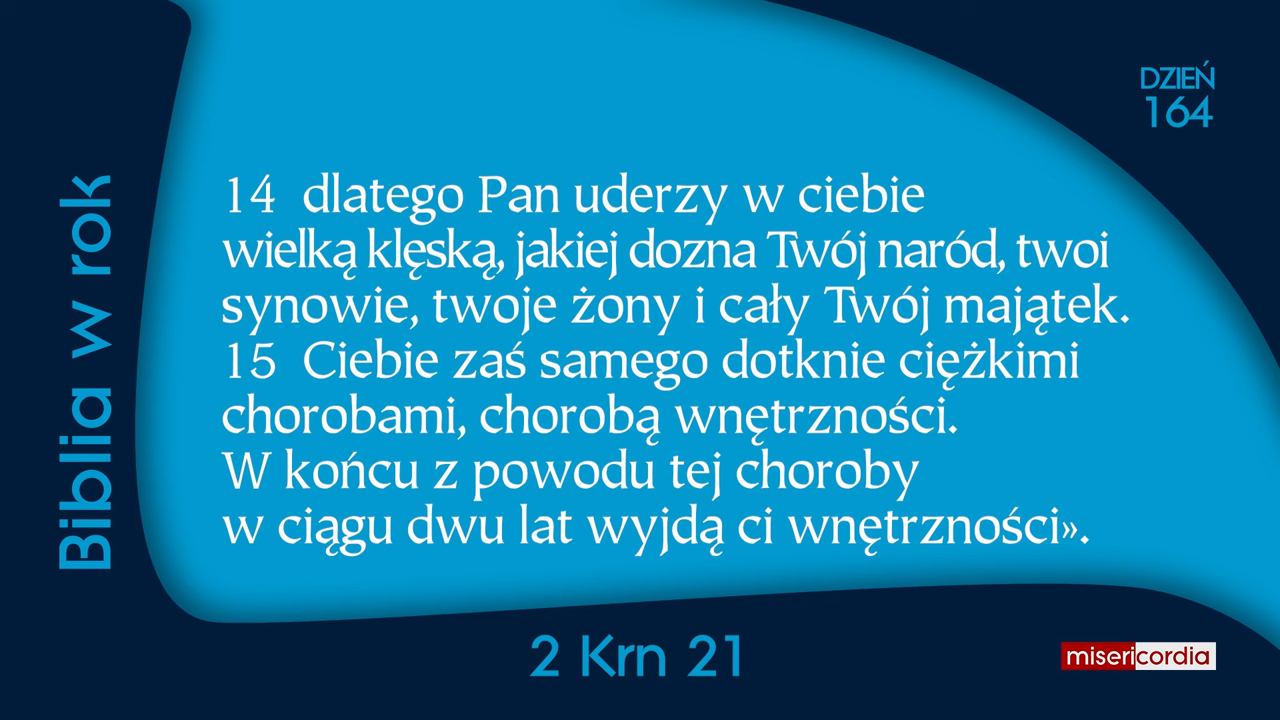 DZIEŃ
164
14 dlatego Pan uderzy w ciebie
wielką klęską, jakiej dozna Twój naród, twoi
synowie, twoje żony i cały Twój majątek.
15 Ciebie zaś samego dotknie ciężkimi
chorobami, chorobą wnętrzności.
W końcu z powodu tej choroby
w ciągu dwu lat wyjdą ci wnętrzności».
Biblia w rok
2 Krn 21
misericordia